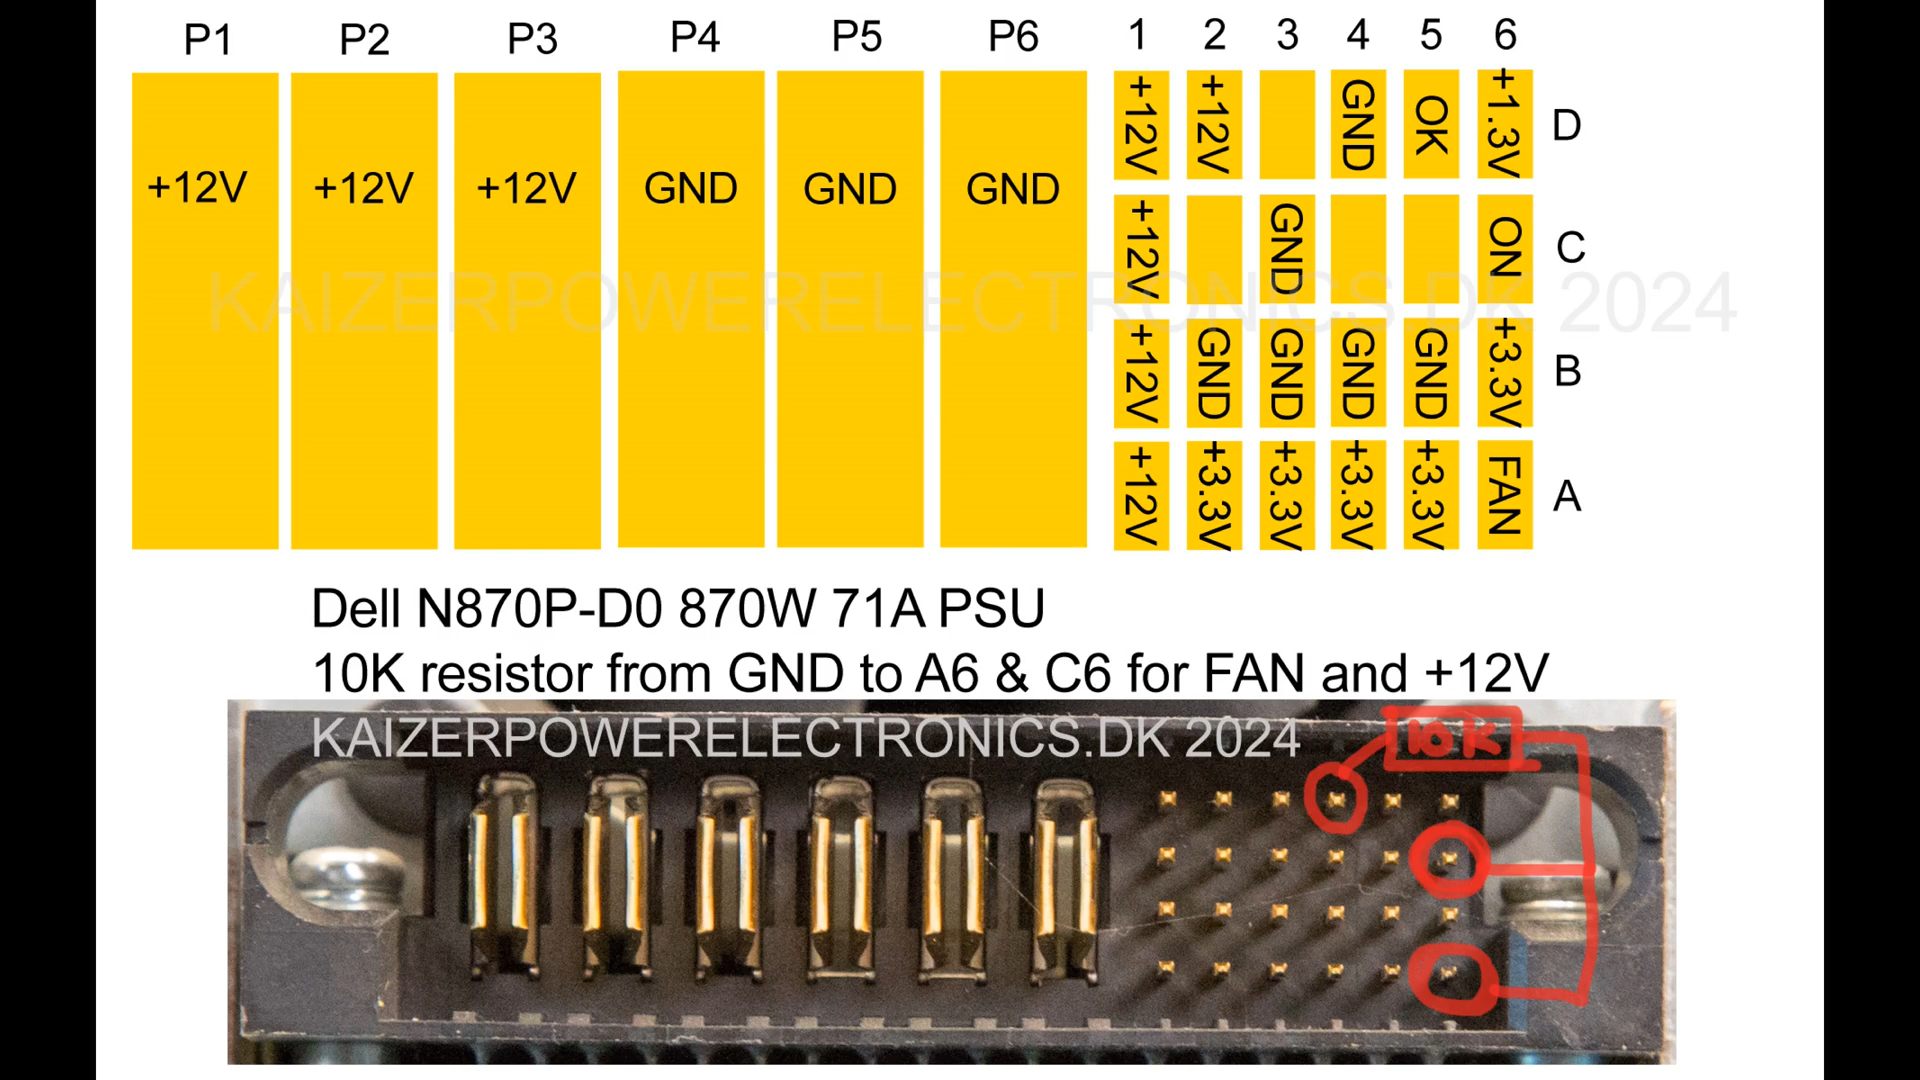 P1 P2 P3 P4 P5 P6 1 2 3 4 5 6
+12V +12V GND OK +1.3V D
+12V +12V +12V GND GND GND
+12V GND ON C
KAIZERPOWERELECTRONICS.DK 2024
+12V GND GND GND GND +3.3V B
+12V +3.3V +3.3V +3.3V +3.3V FAN A
Dell N870P-D0 870W 71A PSU
10K resistor from GND to A6 & C6 for FAN and +12V
KAIZERPOWERELECTRONICS.DK 2024
10K